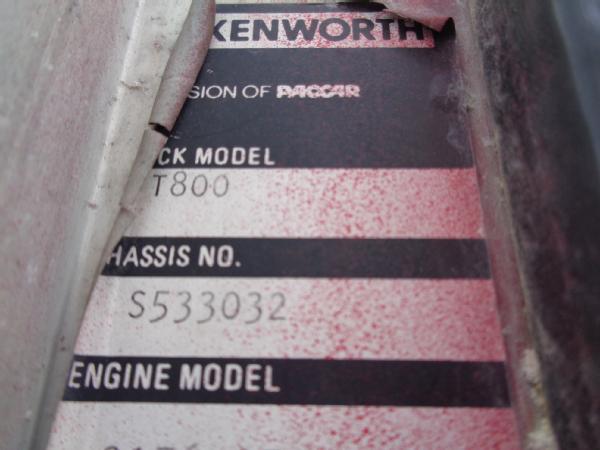 KENWORTH
SION OF PACCAR
CK MODEL
T800
HASSIS NO.
S533032
ENGINE MODEL